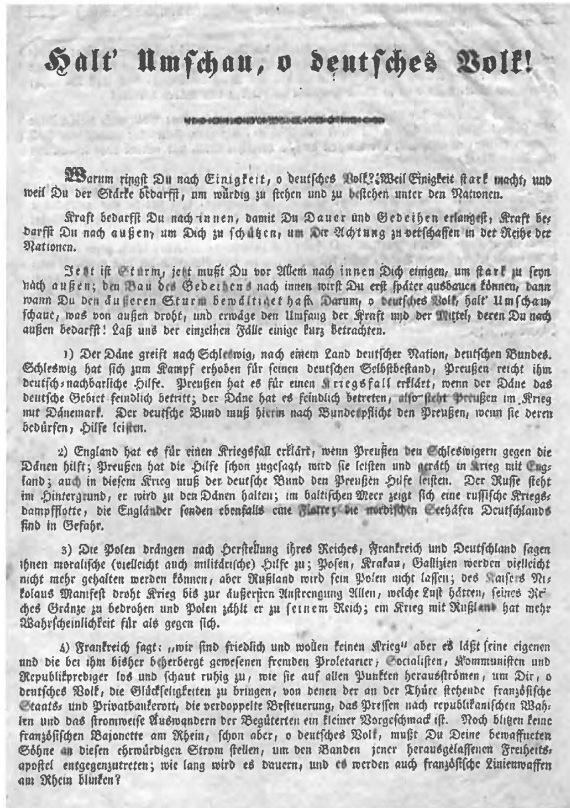 Halt' Umschau, o deutsches Volk!
Warum ringst Du nach Einigkeit, o deutsches Volk? Weil Einigkeit stark macht, und
weil Du der Stärke bedarfst, um würdig zu stehen und zu bestehen unter den Nationen.
Kraft bedarfst Du nach innen, damit Du Dauer und Gedeihen erlangest, Kraft be-
darfst Du nach außen, um Dich zu schützen, um Dir Achtung zu verschaffen in der Reihe der
Nationen.
Jetzt ist Sturm, jetzt mußt Du vor Allem nach innen Dich einigen, um stark zu seyn
nach außen; den Bau des Gedeihens nach innen wirst Du erst später ausbauen können, dann
wann Du den äußeren Sturm bewältiget hast. Darum, o deutsches Volk, halt' Umschau,
schaue, was von außen droht, und erwäge den Umfang der Kraft und der Mittel, deren Du nach
außen bedarfst! Laß uns der einzelnen Fälle einige kurz betrachten.
1) Der Däne greift nach Schleswig, nach einem Land deutscher Nation, deutschen Bundes.
Schleswig hat sich zum Kampf erhoben für seinen deutschen Selbstbestand, Preußen reicht ihm
deutsch-nachbarliche Hilfe. Preußen hat es für einen Kriegsfall erklärt, wenn der Däne das
deutsche Gebiet feindlich betritt; der Däne hat es feindlich betreten, also steht Preußen im Krieg
mit Dänemark. Der deutsche Bund muß hierin nach Bundespflicht den Preußen, wenn sie deren
bedürfen, Hilfe leisten.
2) England hat es für einen Kriegsfall erklärt, wenn Preußen den Schleswigern gegen die
Dänen hilft; Preußen hat die Hilfe schon zugesagt, wird sie leisten und geräth in Krieg mit Eng-
land; auch in diesem Krieg muß der deutsche Bund den Preußen Hilfe leisten. Der Russe steht
im Hintergrund, er wird zu den Dänen halten; im baltischen Meer zeigt sich eine russische Kriegs-
dampfflotte, die Engländer senden ebenfalls eine Flotte; die nordischen Seehäfen Deutschlands
sind in Gefahr.
3) Die Polen drängen nach Herstellung ihres Reiches, Frankreich und Deutschland sagen
ihnen moralische (vielleicht auch militärische) Hilfe zu; Posen, Krakau, Gallizien werden vielleicht
nicht mehr gehalten werden können, aber Rußland wird sein Polen nicht lassen; des Kaisers Ni-
kolaus Manifest droht Krieg bis zur äußersten Anstrengung Allen, welche Lust hätten, seines Rei-
ches Gränze zu bedrohen und Polen zählt er zu seinem Reich; ein Krieg mit Rußland hat mehr
Wahrscheinlichkeit für als gegen sich.
4) Frankreich sagt: „wir sind friedlich und wollen keinen Krieg" aber es läßt seine eigenen
und die bei ihm bisher beherbergt gewesenen fremden Proletarier, Socialisten, Kommunisten und
Republikprediger los und schaut ruhig zu, wie sie auf allen Punkten herausströmen, um Dir, o
deutsches Volk, die Glückseligkeiten zu bringen, von denen der an der Thüre stehende französische
Staats- und Privatbankerott, die verdoppelte Besteuerung, das Pressen nach republikanischen Wah-
len und das stromweise Auswandern der Begüterten ein kleiner Vorgeschmack ist. Noch blitzen keine
französischen Bajonette am Rhein, schon aber, o deutsches Volk, mußt Du Deine bewaffneten
Söhne an diesen ehrwürdigen Strom stellen, um den Banden jener herausgelassenen Freiheits-
apostel entgegenzutreten; wie lang wird es dauern, und es werden auch französische Linienwaffen
am Rhein blinken?